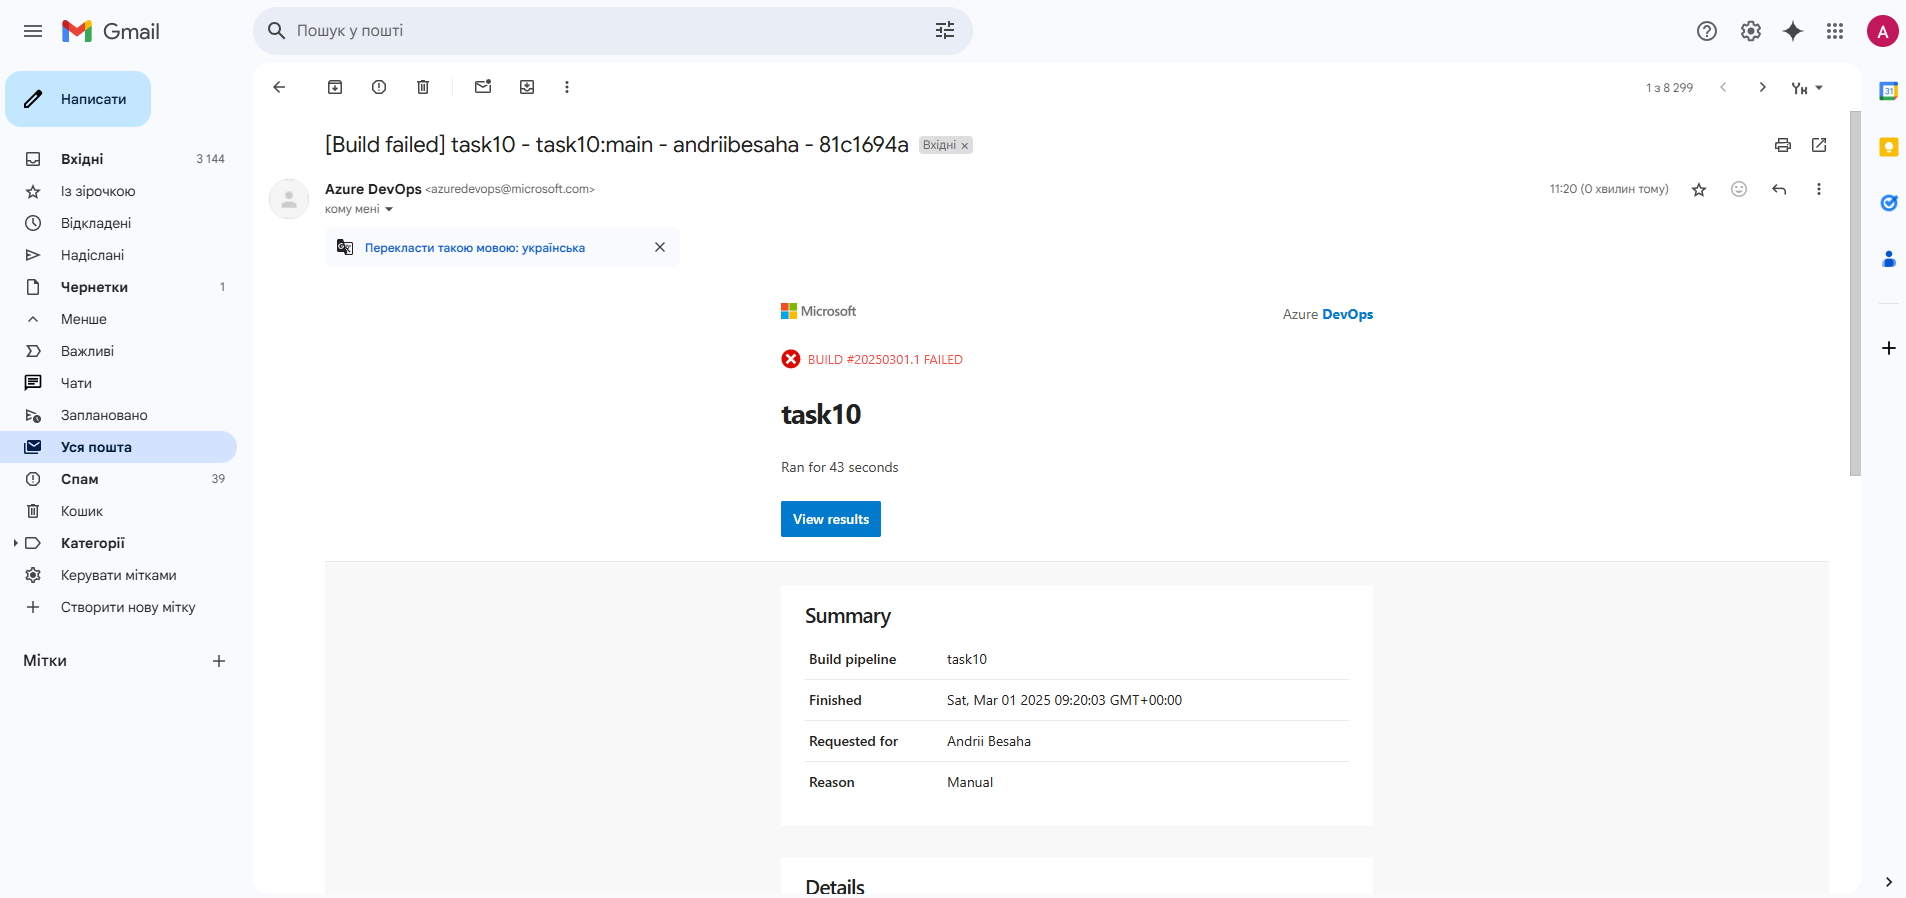 Gmail
Пошук у пошті
A
Написати
1 з 8 299
Ун
31
[Build failed] task10 - task10:main - andriibesaha - 81c1694a
Вхідні ×
Вхідні 3 144
Із зірочкою
Відкладені
Надіслані
Чернетки 1
Менше
Важливі
Чати
Заплановано
Уся пошта
Спам 39
Кошик
Категорії
Керувати мітками
Створити нову мітку
Мітки
Azure DevOps <azuredevops@microsoft.com>
11:20 (0 хвилин тому)
кому мені
Перекласти такою мовою: українська
Microsoft
Azure DevOps
BUILD #20250301.1 FAILED
task10
Ran for 43 seconds
View results
Summary
Build pipeline task10
Finished Sat, Mar 01 2025 09:20:03 GMT+00:00
Requested for Andrii Besaha
Reason Manual
Details